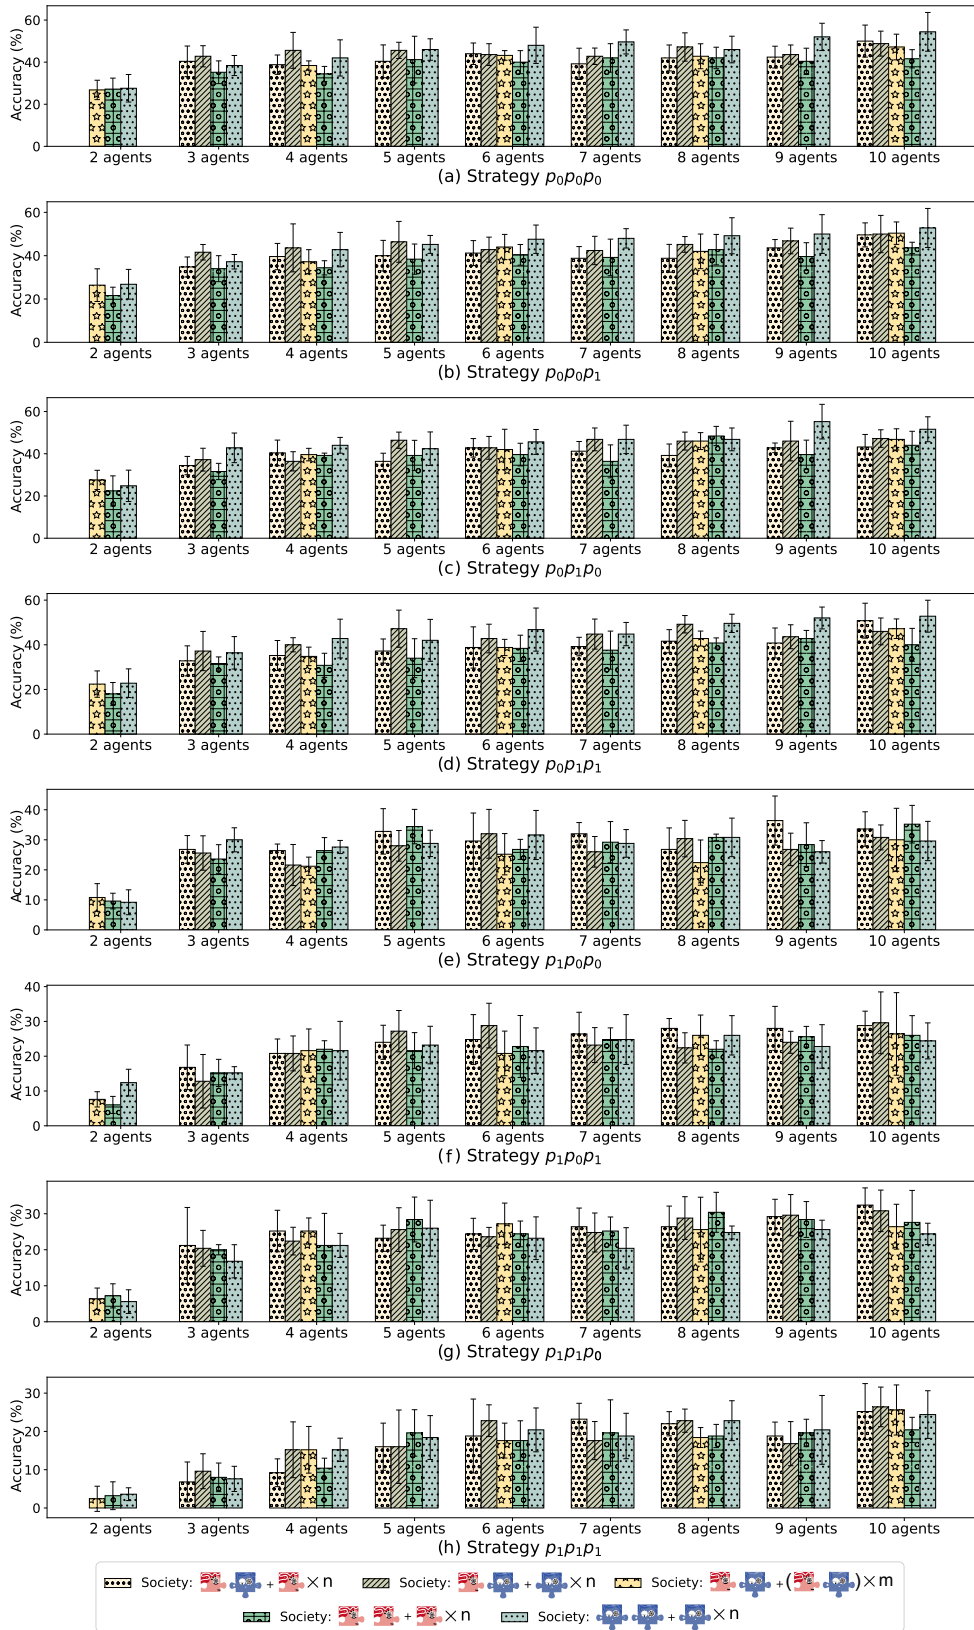 Accuracy (%)
60
40
20
0
2 agents 3 agents 4 agents 5 agents 6 agents 7 agents 8 agents 9 agents 10 agents
(a) Strategy p₀p₀p₀
Accuracy (%)
60
40
20
0
2 agents 3 agents 4 agents 5 agents 6 agents 7 agents 8 agents 9 agents 10 agents
(b) Strategy p₀p₀p₁
Accuracy (%)
60
40
20
0
2 agents 3 agents 4 agents 5 agents 6 agents 7 agents 8 agents 9 agents 10 agents
(c) Strategy p₀p₁p₀
Accuracy (%)
60
40
20
0
2 agents 3 agents 4 agents 5 agents 6 agents 7 agents 8 agents 9 agents 10 agents
(d) Strategy p₀p₁p₁
Accuracy (%)
40
30
20
10
0
2 agents 3 agents 4 agents 5 agents 6 agents 7 agents 8 agents 9 agents 10 agents
(e) Strategy p₁p₀p₀
Accuracy (%)
40
30
20
10
0
2 agents 3 agents 4 agents 5 agents 6 agents 7 agents 8 agents 9 agents 10 agents
(f) Strategy p₁p₀p₁
Accuracy (%)
30
20
10
0
2 agents 3 agents 4 agents 5 agents 6 agents 7 agents 8 agents 9 agents 10 agents
(g) Strategy p₁p₁p₀
Accuracy (%)
30
20
10
0
2 agents 3 agents 4 agents 5 agents 6 agents 7 agents 8 agents 9 agents 10 agents
(h) Strategy p₁p₁p₁
Society: + ×n Society: + ×n Society: +( )×m
Society: + ×n Society: + ×n